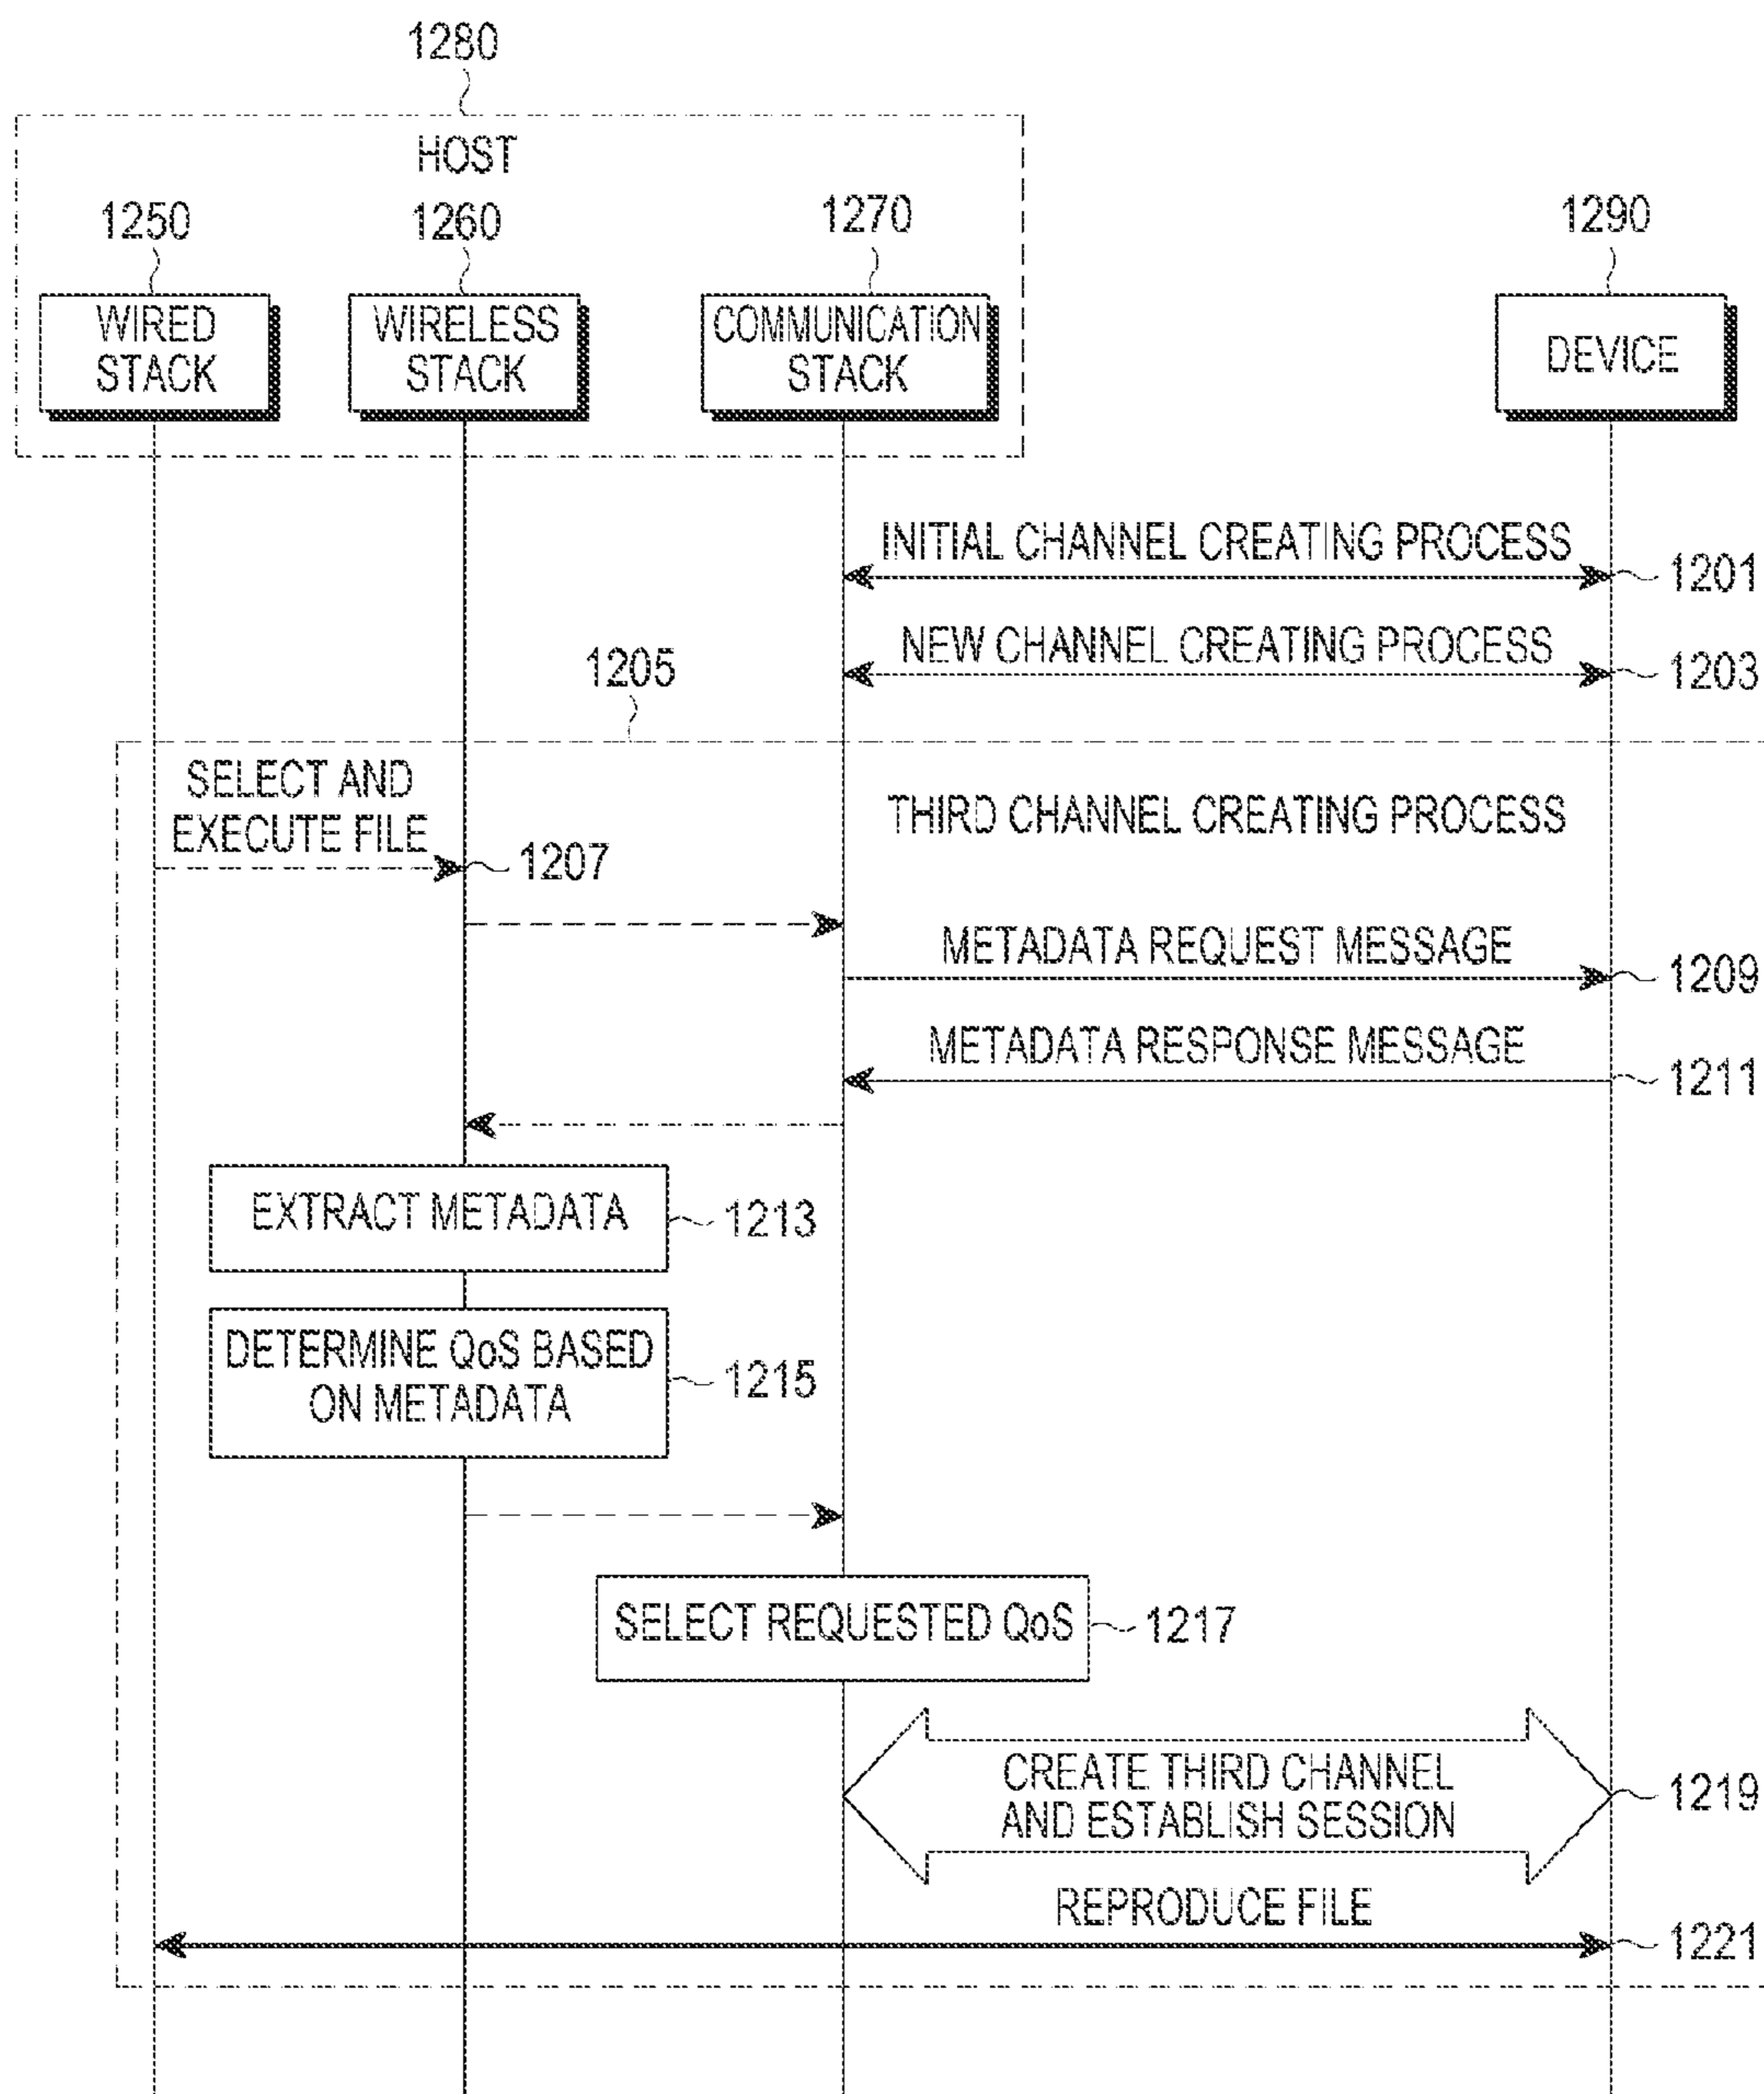 1280
HOST
1250
1260
1270
1290
WIRED
STACK
WIRELESS
STACK
COMMUNICATION
STACK
DEVICE
INITIAL CHANNEL CREATING PROCESS
1201
NEW CHANNEL CREATING PROCESS
1203
1205
SELECT AND
EXECUTE FILE
1207
THIRD CHANNEL CREATING PROCESS
METADATA REQUEST MESSAGE
1209
METADATA RESPONSE MESSAGE
1211
EXTRACT METADATA
1213
DETERMINE QoS BASED
ON METADATA
1215
SELECT REQUESTED QoS
1217
CREATE THIRD CHANNEL
AND ESTABLISH SESSION
1219
REPRODUCE FILE
1221